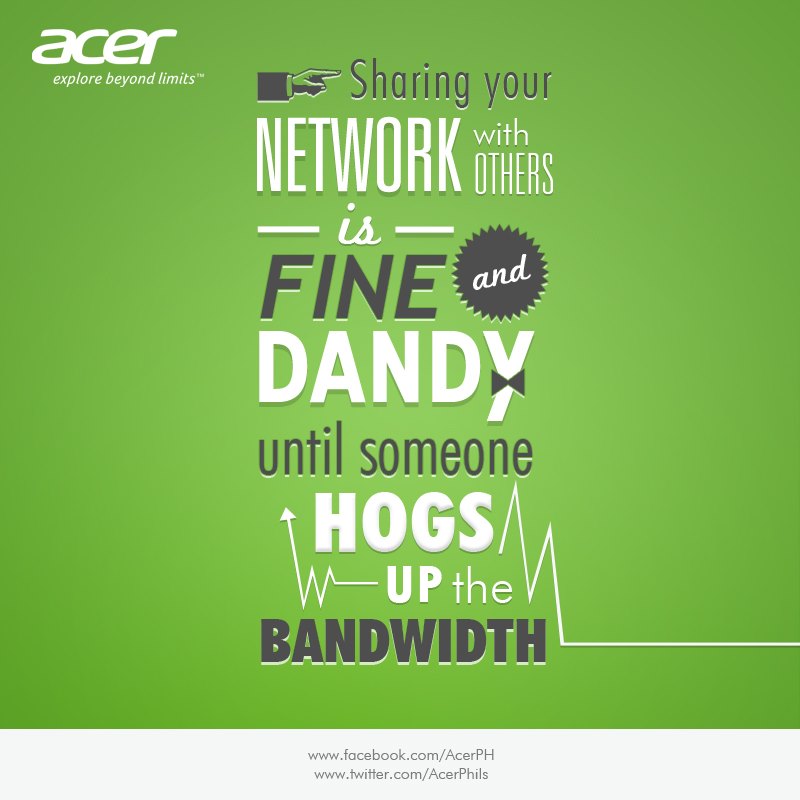 acer
explore beyond limits™
Sharing your
NETWORK with OTHERS
is
FINE and
DANDY
until someone
HOGS
UP the
BANDWIDTH
www.facebook.com/AcerPH
www.twitter.com/AcerPhils